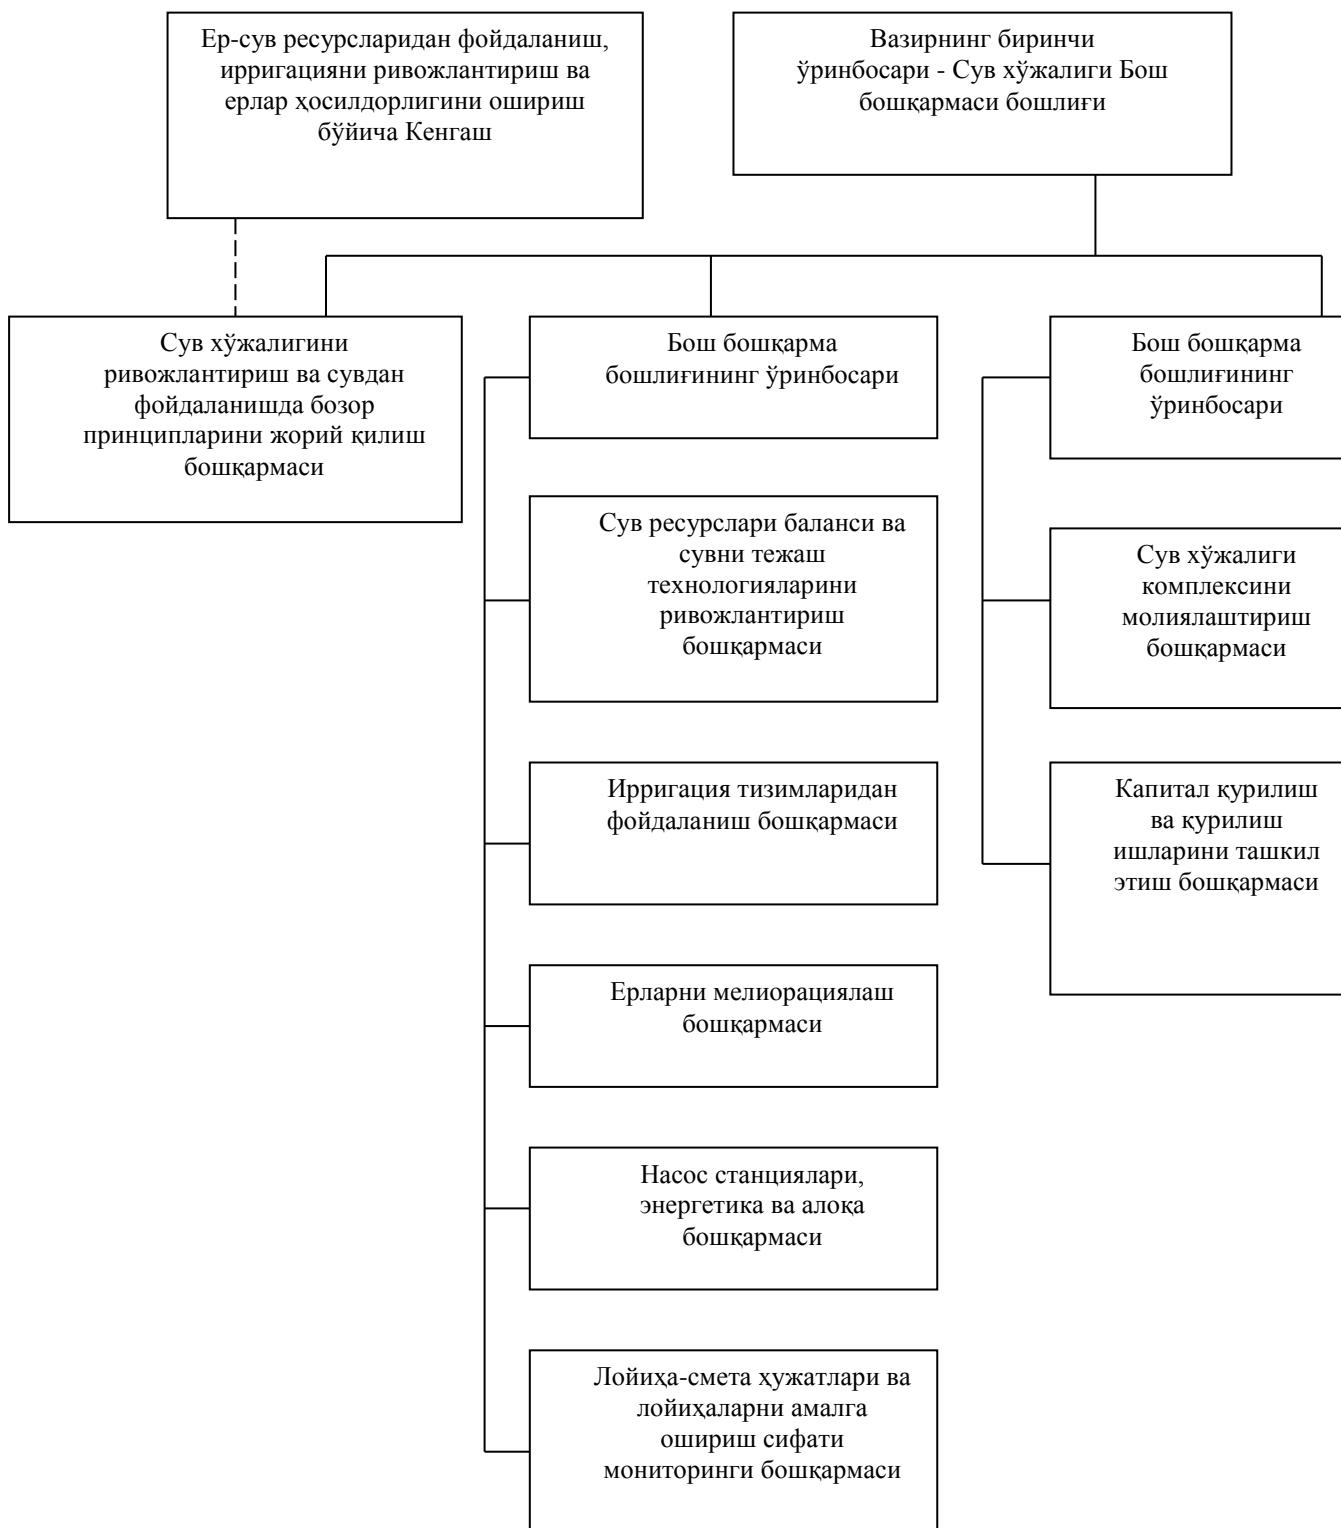 Ер-сув ресурсларидан фойдаланиш,
ирригацияни ривожлантириш ва
ерлар ҳосилдорлигини ошириш
бўйича Кенгаш
Вазирнинг биринчи
ўринбосари - Сув хўжалиги Бош
бошқармаси бошлиғи
Сув хўжалигини
ривожлантириш ва сувдан
фойдаланишда бозор
принципларини жорий қилиш
бошқармаси
Бош бошқарма
бошлиғининг ўринбосари
Сув ресурслари баланси ва
сувни тежаш
технологияларини
ривожлантириш
бошқармаси
Ирригация тизимларидан
фойдаланиш бошқармаси
Ерларни мелиорациялаш
бошқармаси
Насос станциялари,
энергетика ва алоқа
бошқармаси
Лойиҳа-смета ҳужатлари ва
лойиҳаларни амалга
ошириш сифати
мониторинги бошқармаси
Бош бошқарма
бошлиғининг
ўринбосари
Сув хўжалиги
комплексини
молиялаштириш
бошқармаси
Капитал қурилиш
ва қурилиш
ишларини ташкил
этиш бошқармаси